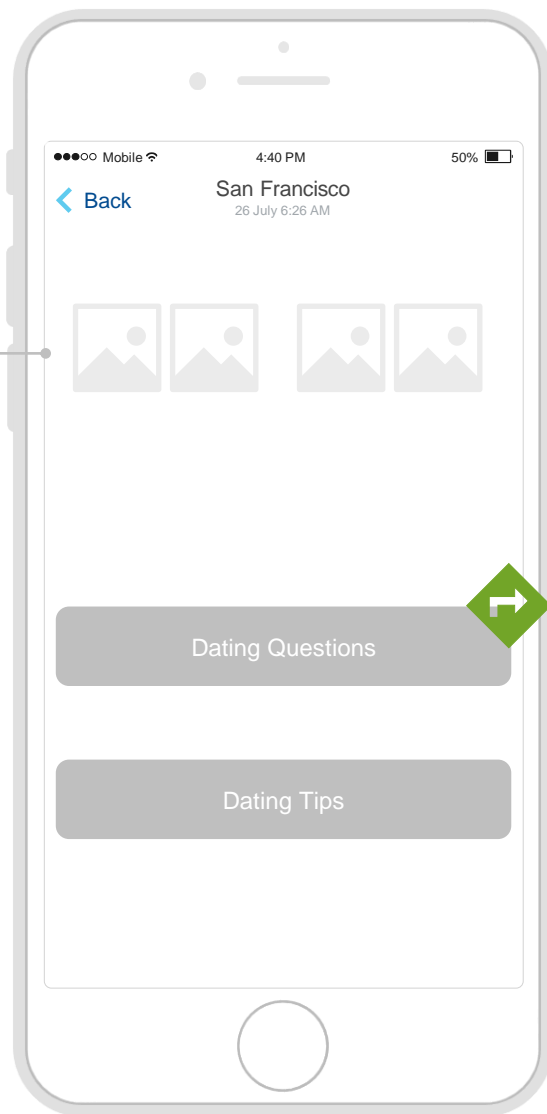 Mobile 4:40 PM 50%
Back San Francisco
26 July 6:26 AM
Dating Questions
Dating Tips